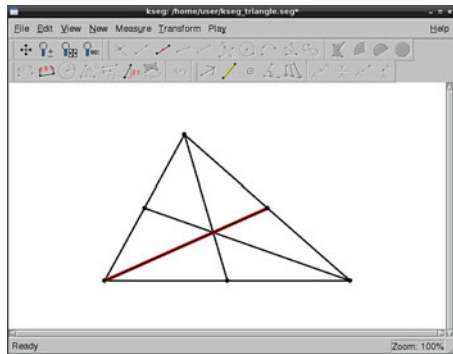 kseg: /home/user/kseg_triangle.seg*
File Edit View New Measure Transform Play Help
Ready Zoom: 100%